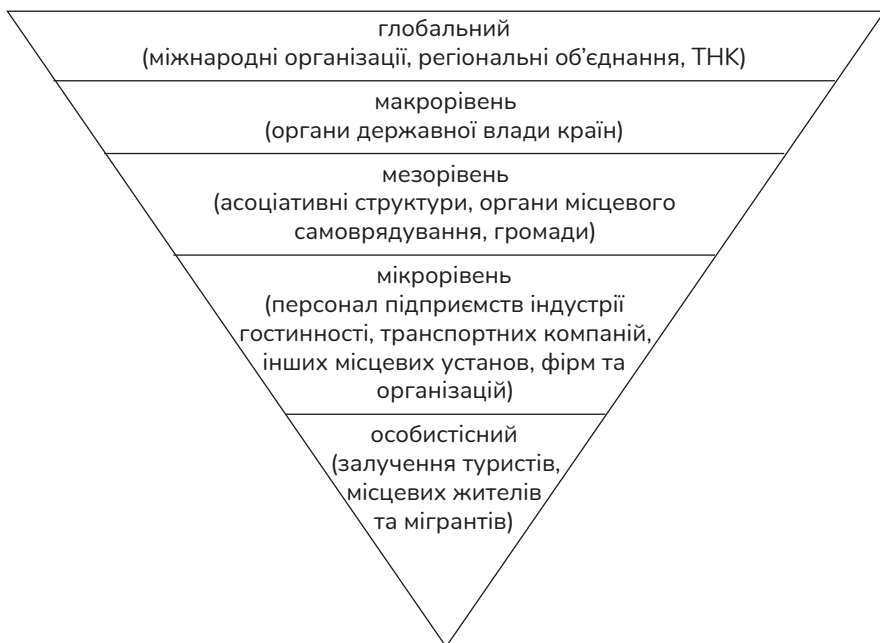 глобальний
(міжнародні організації, регіональні об’єднання, ТНК)
макрорівень
(органи державної влади країн)
мезорівень
(асоціативні структури, органи місцевого
самоврядування, громади)
мікрорівень
(персонал підприємств індустрії
гостинності, транспортних компаній,
інших місцевих установ, фірм та
організацій)
особистісний
(залучення туристів,
місцевих жителів
та мігрантів)